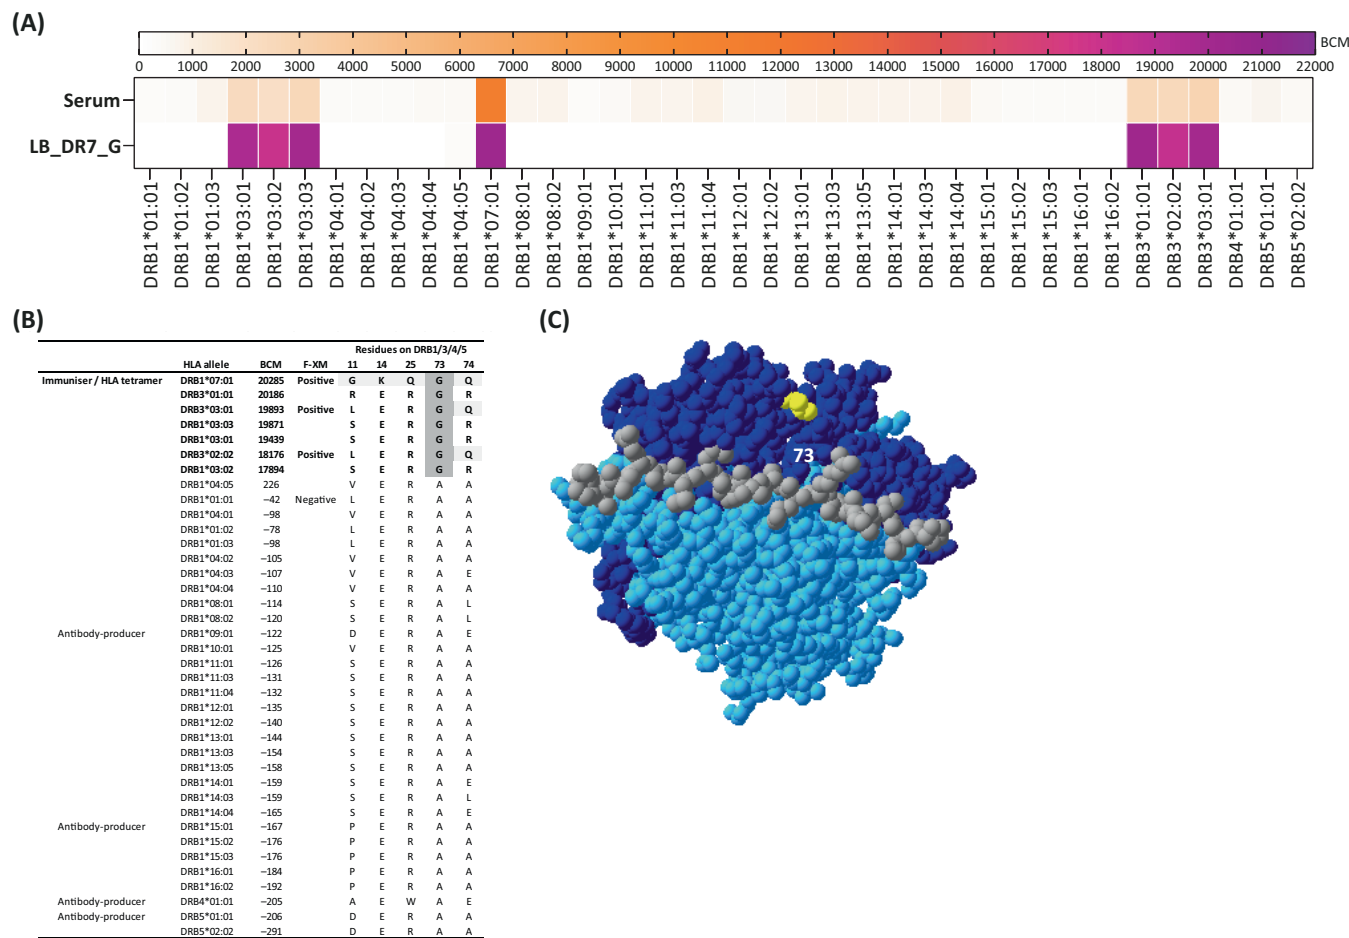 (A)
BCM
0 1000 2000 3000 4000 5000 6000 7000 8000 9000 10000 11000 12000 13000 14000 15000 16000 17000 18000 19000 20000 21000 22000
Serum
LB_DR7_G
DRB1*01:01 DRB1*01:02 DRB1*01:03 DRB1*03:01 DRB1*03:02 DRB1*03:03 DRB1*04:01 DRB1*04:02 DRB1*04:03 DRB1*04:04 DRB1*04:05 DRB1*07:01 DRB1*08:01 DRB1*08:02 DRB1*09:01 DRB1*10:01 DRB1*11:01 DRB1*11:03 DRB1*11:04 DRB1*12:01 DRB1*12:02 DRB1*13:01 DRB1*13:03 DRB1*13:05 DRB1*14:01 DRB1*14:03 DRB1*14:04 DRB1*15:01 DRB1*15:02 DRB1*15:03 DRB1*16:01 DRB1*16:02 DRB3*01:01 DRB3*02:02 DRB3*03:01 DRB4*01:01 DRB5*01:01 DRB5*02:02
(B)
Residues on DRB1/3/4/5
HLA allele BCM F-XM 11 14 25 73 74
Immuniser / HLA tetramer DRB1*07:01 20285 Positive G K Q G Q
DRB3*01:01 20186 R E R G R
DRB3*03:01 19893 Positive L E R G Q
DRB1*03:03 19871 S E R G R
DRB1*03:01 19439 S E R G R
DRB3*02:02 18176 Positive L E R G Q
DRB1*03:02 17894 S E R G R
DRB1*04:05 226 V E R A A
DRB1*01:01 −42 Negative L E R A A
DRB1*04:01 −98 V E R A A
DRB1*01:02 −78 L E R A A
DRB1*01:03 −98 L E R A A
DRB1*04:02 −105 V E R A A
DRB1*04:03 −107 V E R A E
DRB1*04:04 −110 V E R A A
DRB1*08:01 −114 S E R A L
DRB1*08:02 −120 S E R A L
Antibody-producer DRB1*09:01 −122 D E R A E
DRB1*10:01 −125 V E R A A
DRB1*11:01 −126 S E R A A
DRB1*11:03 −131 S E R A A
DRB1*11:04 −132 S E R A A
DRB1*12:01 −135 S E R A A
DRB1*12:02 −140 S E R A A
DRB1*13:01 −144 S E R A A
DRB1*13:03 −154 S E R A A
DRB1*13:05 −158 S E R A A
DRB1*14:01 −159 S E R A E
DRB1*14:03 −159 S E R A L
DRB1*14:04 −165 S E R A E
Antibody-producer DRB1*15:01 −167 P E R A A
DRB1*15:02 −176 P E R A A
DRB1*15:03 −176 P E R A A
DRB1*16:01 −184 P E R A A
DRB1*16:02 −192 P E R A A
Antibody-producer DRB4*01:01 −205 A E W A E
Antibody-producer DRB5*01:01 −206 D E R A A
DRB5*02:02 −291 D E R A A
(C)
73